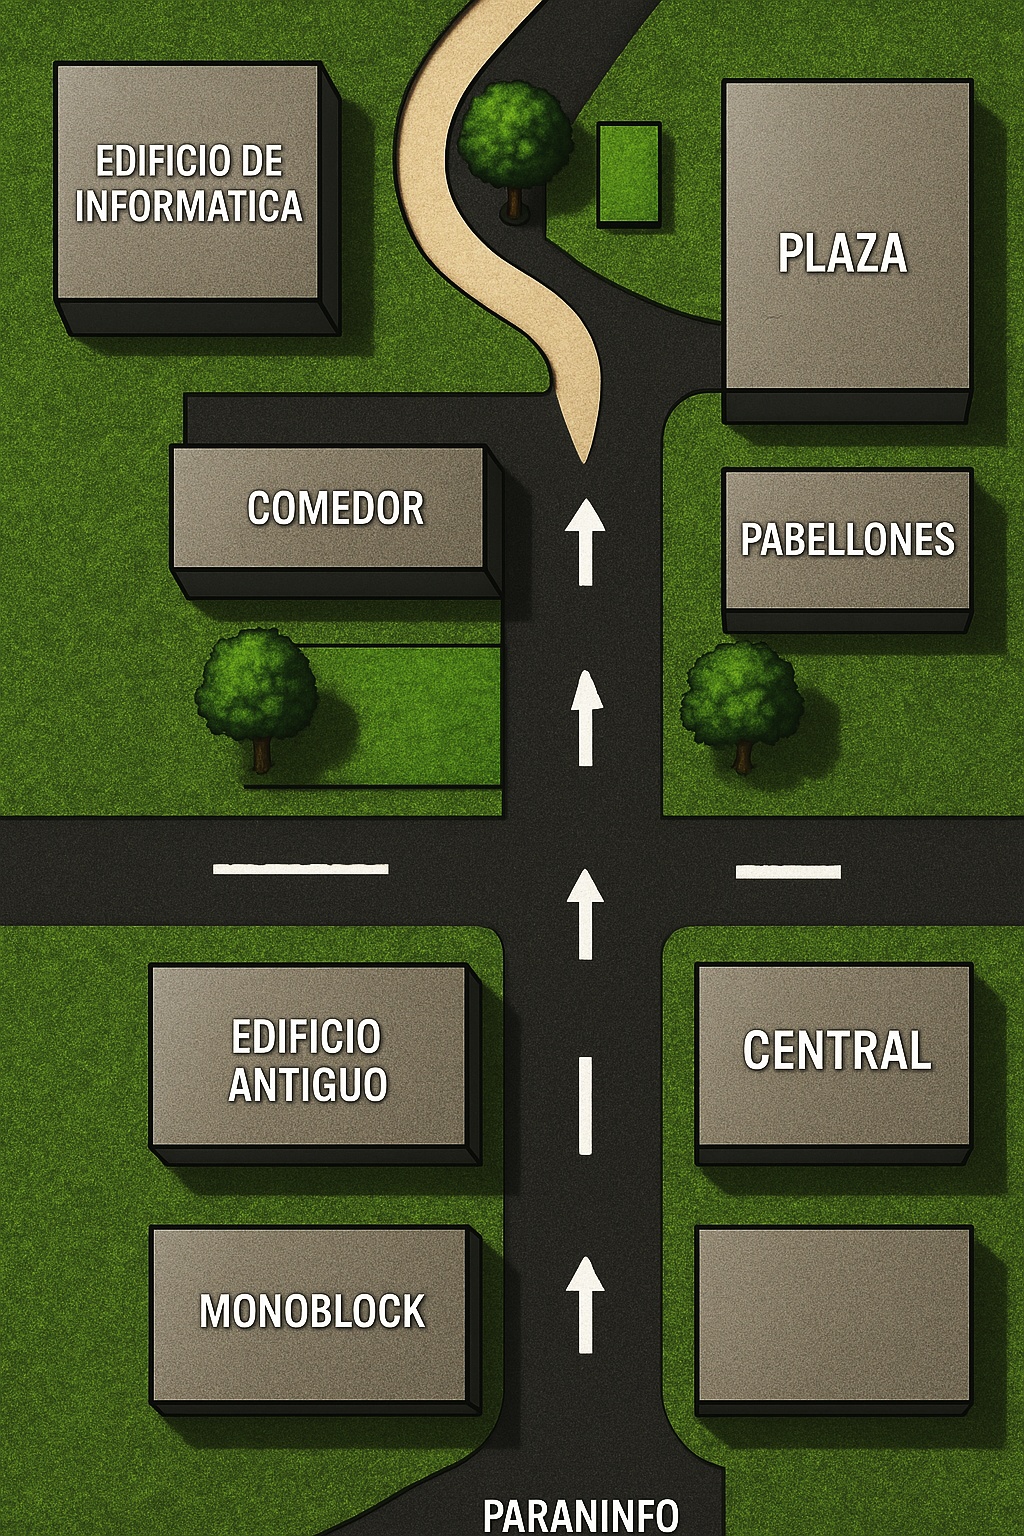 EDIFICIO DE
INFORMATICA
PLAZA
COMEDOR
PABELLONES
EDIFICIO
ANTIGUO
CENTRAL
MONOBLOCK
PARANINFO